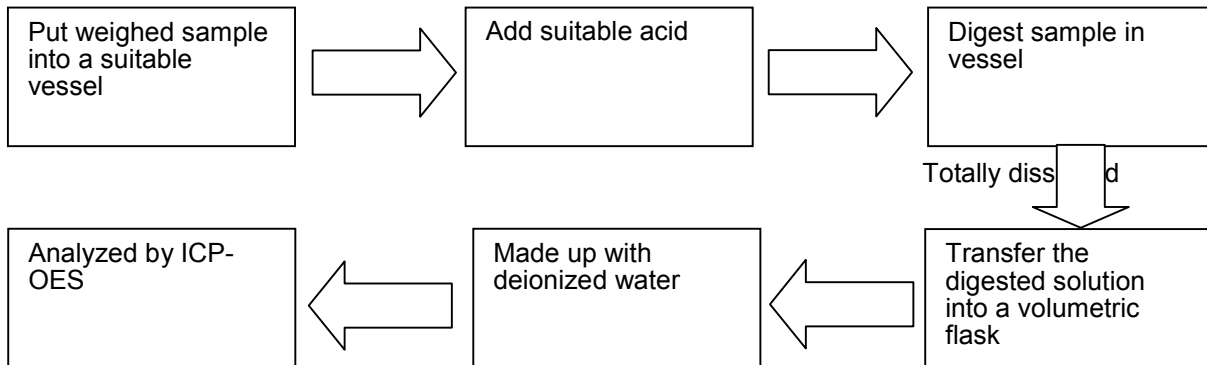 Put weighed sample
into a suitable
vessel
Add suitable acid
Digest sample in
vessel
Totally
Transfer the
digested solution
into a volumetric
flask
Made up with
deionized water
Analyzed by ICP-
OES